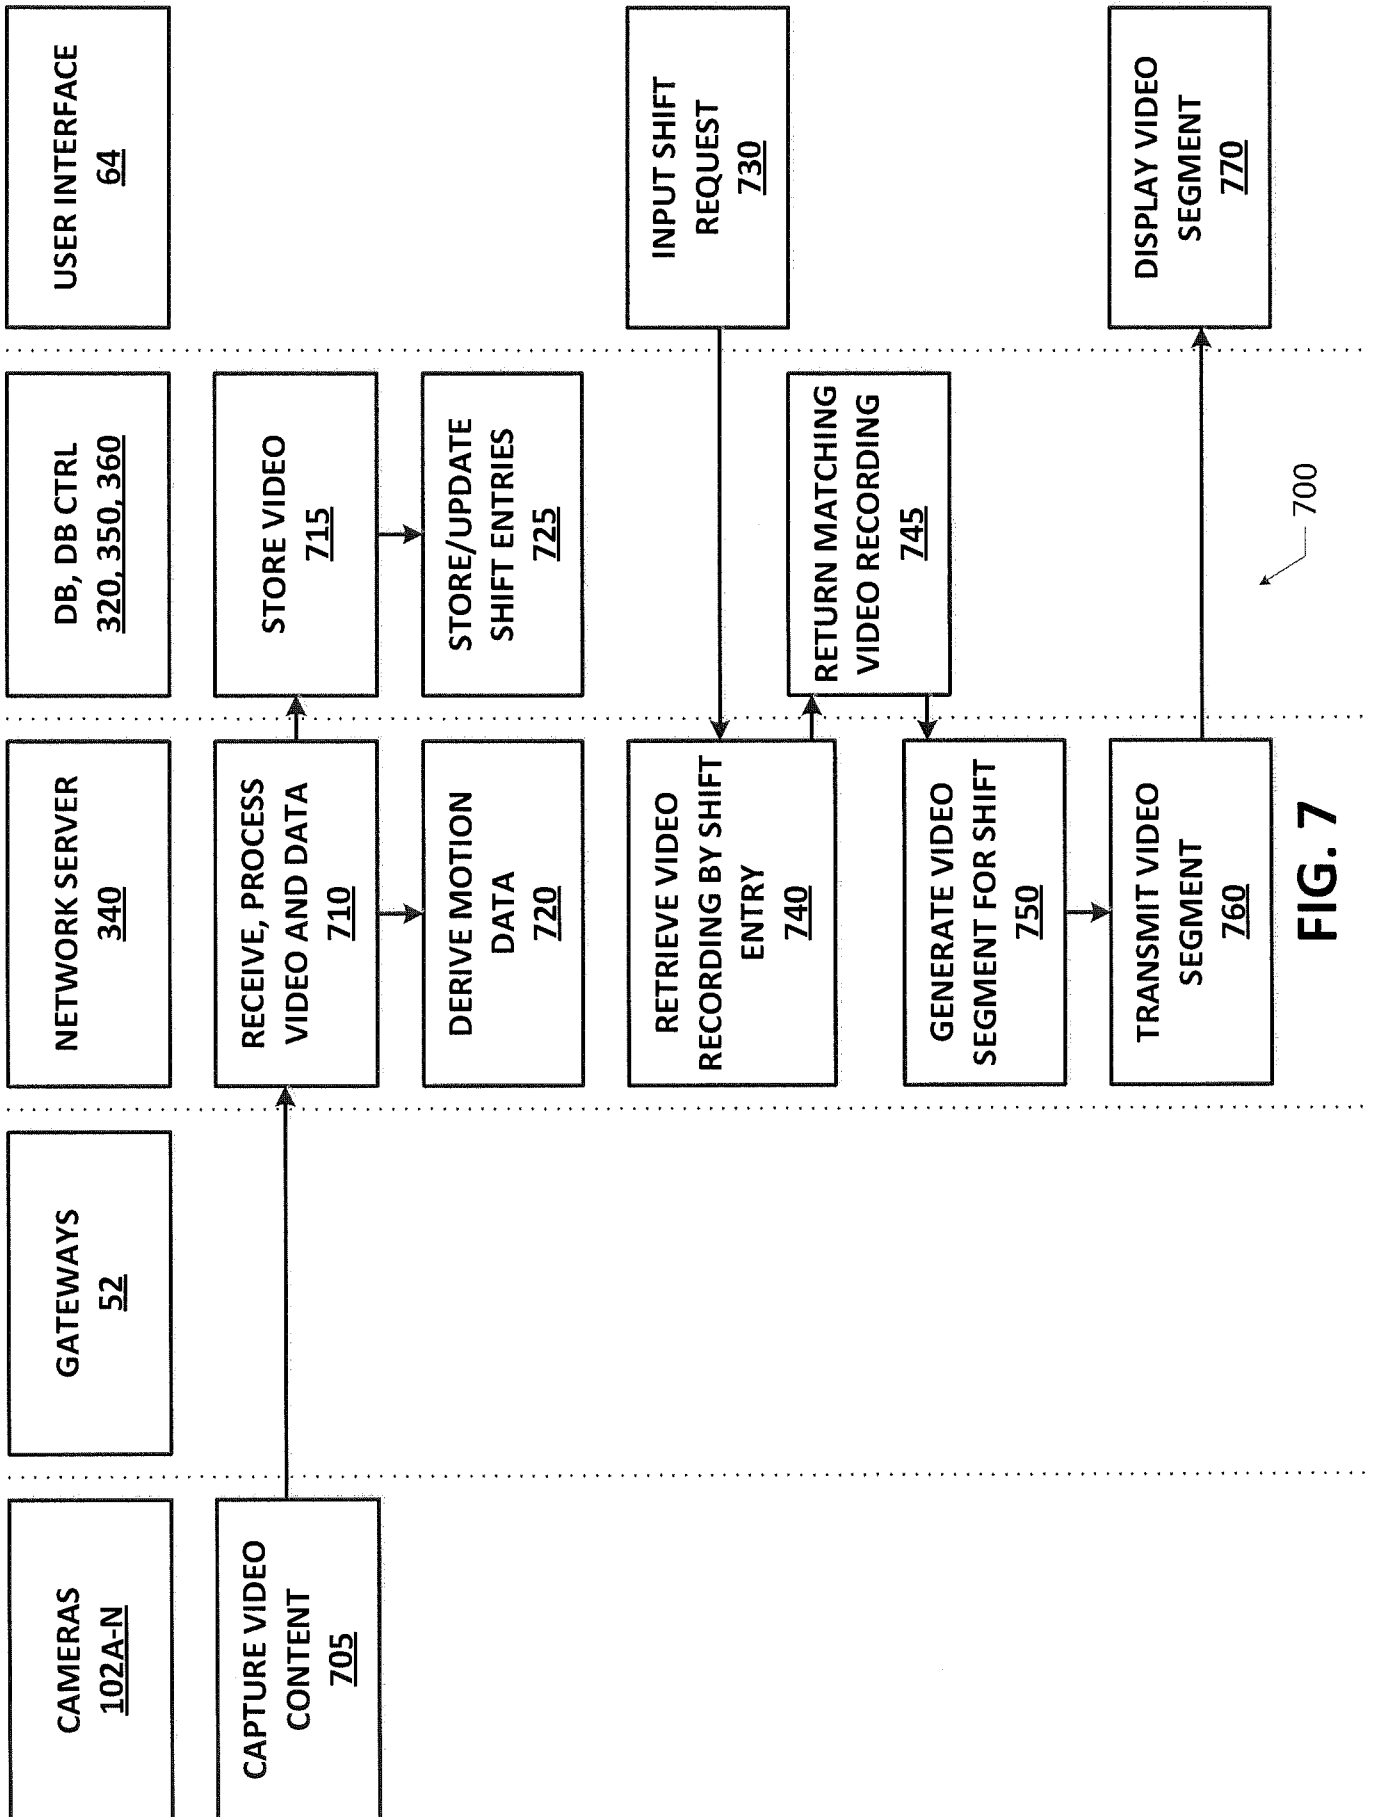 CAMERAS
102A-N
GATEWAYS
52
NETWORK SERVER
340
DB, DB CTRL
320, 350, 360
USER INTERFACE
64
CAPTURE VIDEO
CONTENT
705
RECEIVE, PROCESS
VIDEO AND DATA
710
STORE VIDEO
715
DERIVE MOTION
DATA
720
STORE/UPDATE
SHIFT ENTRIES
725
INPUT SHIFT
REQUEST
730
RETRIEVE VIDEO
RECORDING BY SHIFT
ENTRY
740
RETURN MATCHING
VIDEO RECORDING
745
GENERATE VIDEO
SEGMENT FOR SHIFT
750
TRANSMIT VIDEO
SEGMENT
760
DISPLAY VIDEO
SEGMENT
770
700
FIG. 7